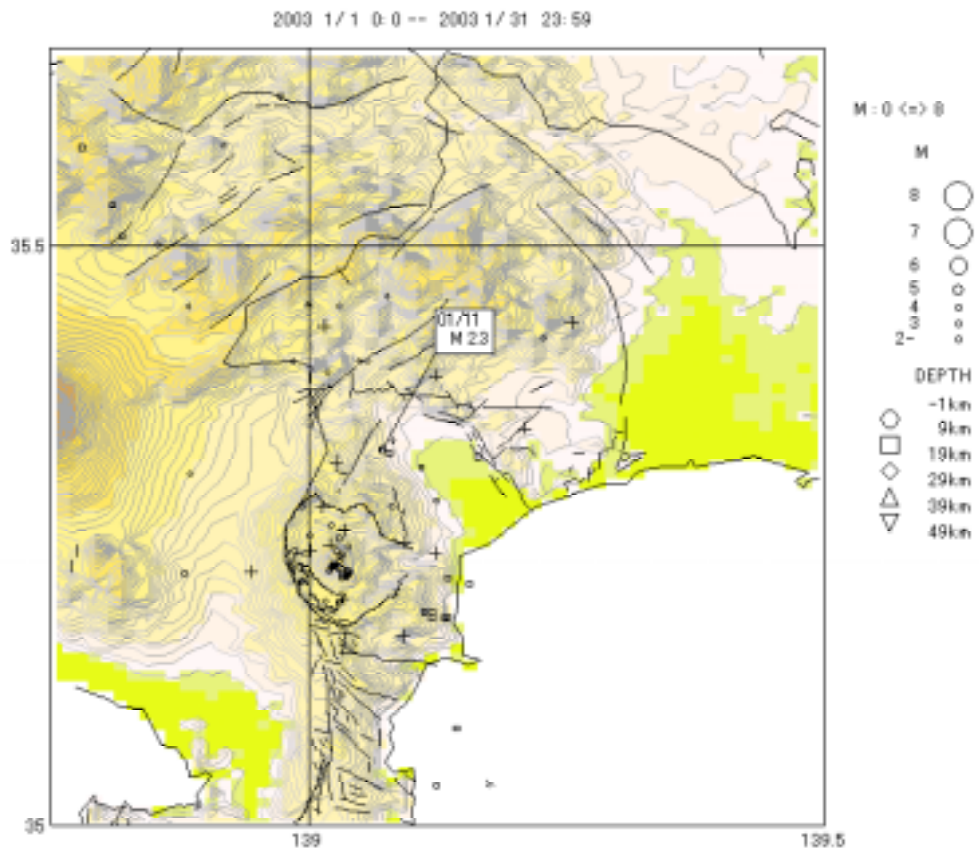 2003 1/ 1 0: 0 -- 2003 1/ 31 23: 59
M : 0 <=> 8
M
8
7
6
5
4
3
2-
DEPTH
-1km
9km
19km
29km
39km
49km
35.5
01/11
M 2.3
35
139
139.5